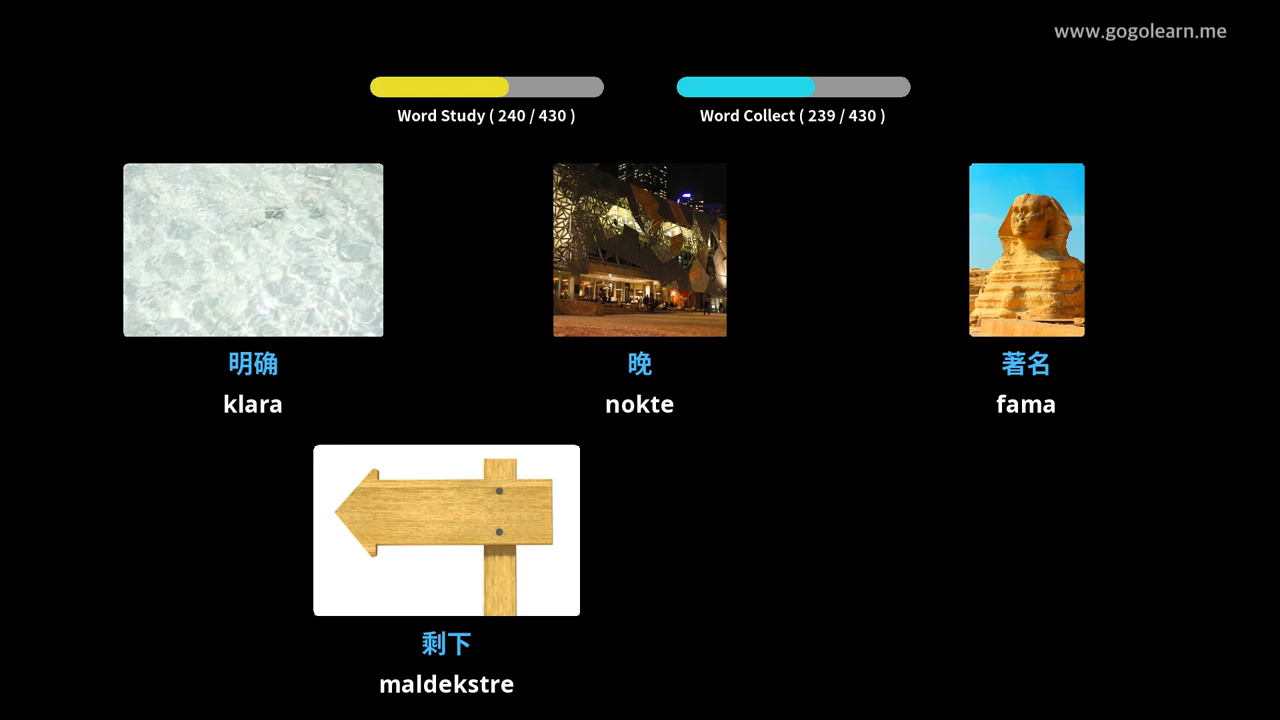 www.gogolearn.me
Word Study ( 240 / 430 )
Word Collect ( 239 / 430 )
明确
klara
晚
nokte
著名
fama
剩下
maldekstre